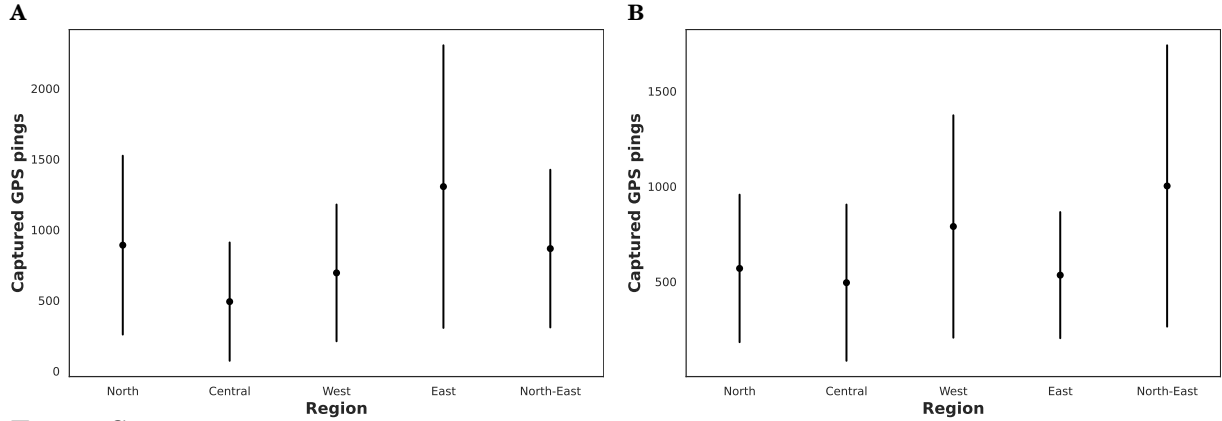 A
Captured GPS pings
2000
1500
1000
500
0
North
Central
West
East
North-East
Region
B
Captured GPS pings
1500
1000
500
North
Central
West
East
North-East
Region